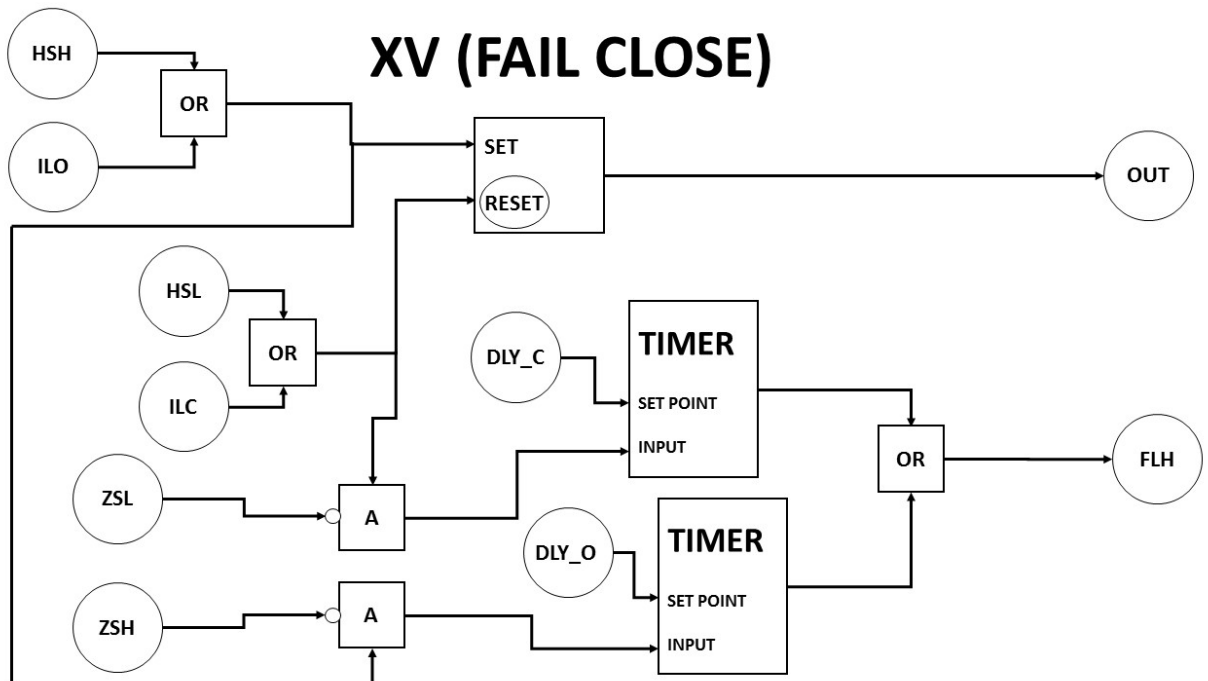 XV (FAIL CLOSE)
HSH
OR
ILO
SET
RESET
OUT
HSL
OR
ILC
DLY_C
TIMER
SET POINT
INPUT
OR
FLH
ZSL
A
DLY_O
TIMER
SET POINT
INPUT
ZSH
A